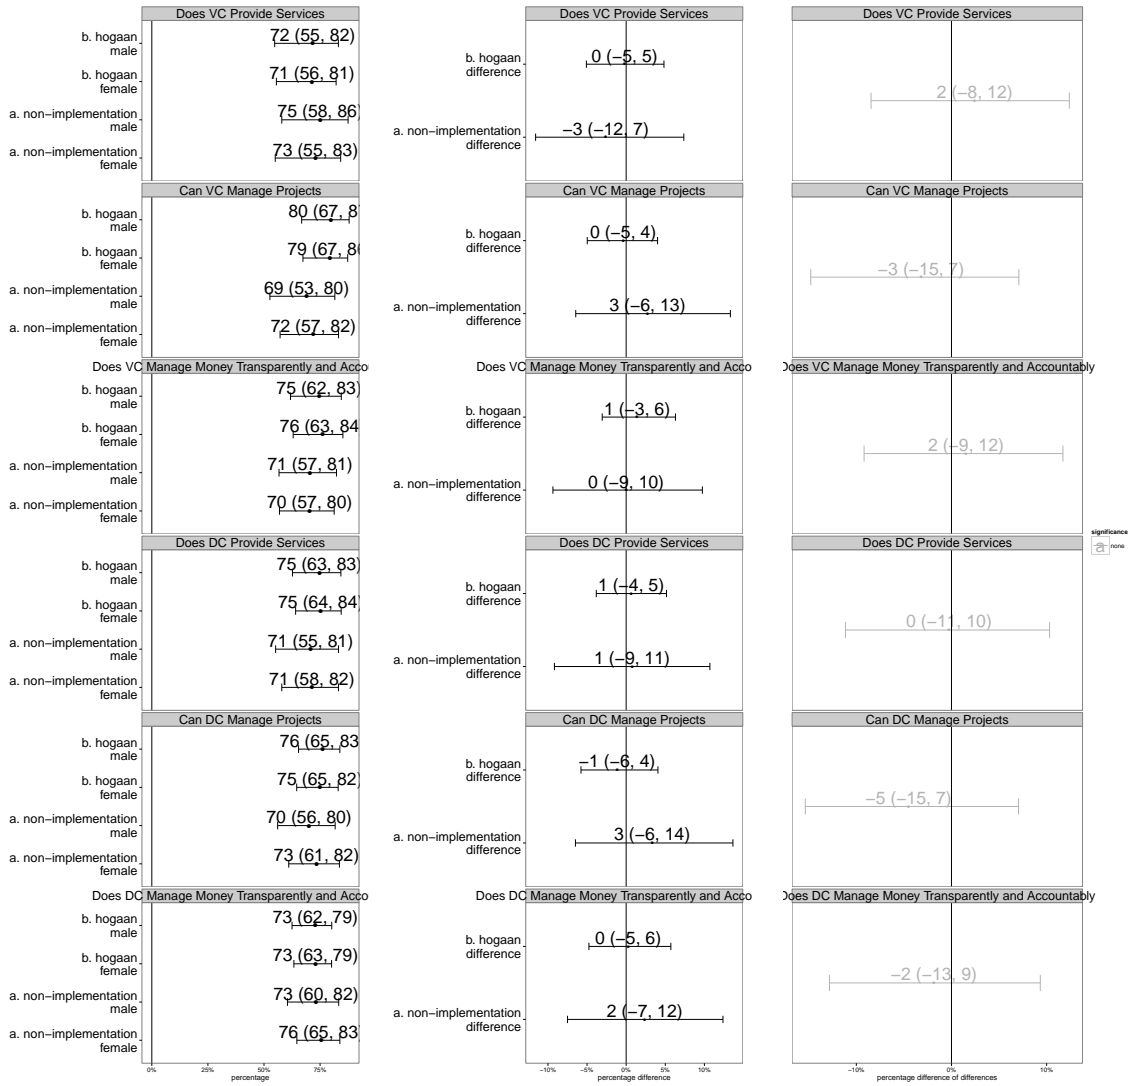 Does VC Provide Services
b. hogaan
male
72 (55, 82)
b. hogaan
female
71 (56, 81)
a. non−implementation
male
75 (58, 86)
a. non−implementation
female
73 (55, 83)
Can VC Manage Projects
b. hogaan
male
80 (67, 8
b. hogaan
female
79 (67, 86
a. non−implementation
male
69 (53, 80)
a. non−implementation
female
72 (57, 82)
Does VC Manage Money Transparently and Acco
b. hogaan
male
75 (62, 83)
b. hogaan
female
76 (63, 84
a. non−implementation
male
71 (57, 81)
a. non−implementation
female
70 (57, 80)
Does DC Provide Services
b. hogaan
male
75 (63, 83)
b. hogaan
female
75 (64, 84)
a. non−implementation
male
71 (55, 81)
a. non−implementation
female
71 (58, 82)
Can DC Manage Projects
b. hogaan
male
76 (65, 83
b. hogaan
female
75 (65, 82)
a. non−implementation
male
70 (56, 80)
a. non−implementation
female
73 (61, 82)
Does DC Manage Money Transparently and Acco
b. hogaan
male
73 (62, 79)
b. hogaan
female
73 (63, 79)
a. non−implementation
male
73 (60, 82)
a. non−implementation
female
76 (65, 83)
0% 25% 50% 75%
percentage
Does VC Provide Services
b. hogaan
difference
0 (−5, 5)
a. non−implementation
difference
−3 (−12, 7)
Can VC Manage Projects
b. hogaan
difference
0 (−5, 4)
a. non−implementation
difference
3 (−6, 13)
Does VC Manage Money Transparently and Acco
b. hogaan
difference
1 (−3, 6)
a. non−implementation
difference
0 (−9, 10)
Does DC Provide Services
b. hogaan
difference
1 (−4, 5)
a. non−implementation
difference
1 (−9, 11)
Can DC Manage Projects
b. hogaan
difference
−1 (−6, 4)
a. non−implementation
difference
3 (−6, 14)
Does DC Manage Money Transparently and Acco
b. hogaan
difference
0 (−5, 6)
a. non−implementation
difference
2 (−7, 12)
−10% −5% 0% 5% 10%
percentage difference
Does VC Provide Services
2 (−8, 12)
Can VC Manage Projects
−3 (−15, 7)
Does VC Manage Money Transparently and Accountably
2 (−9, 12)
Does DC Provide Services
0 (−11, 10)
Can DC Manage Projects
−5 (−15, 7)
Does DC Manage Money Transparently and Accountably
−2 (−13, 9)
0% 10%
percentage difference of differences
significance
a none